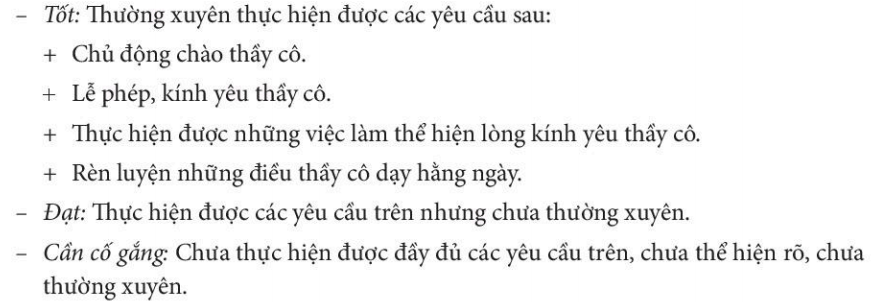 – Tốt: Thường xuyên thực hiện được các yêu cầu sau:
+ Chủ động chào thầy cô.
+ Lễ phép, kính yêu thầy cô.
+ Thực hiện được những việc làm thể hiện lòng kính yêu thầy cô.
+ Rèn luyện những điều thầy cô dạy hằng ngày.
– Đạt: Thực hiện được các yêu cầu trên nhưng chưa thường xuyên.
– Cần cố gắng: Chưa thực hiện được đầy đủ các yêu cầu trên, chưa thể hiện rõ, chưa
thường xuyên.